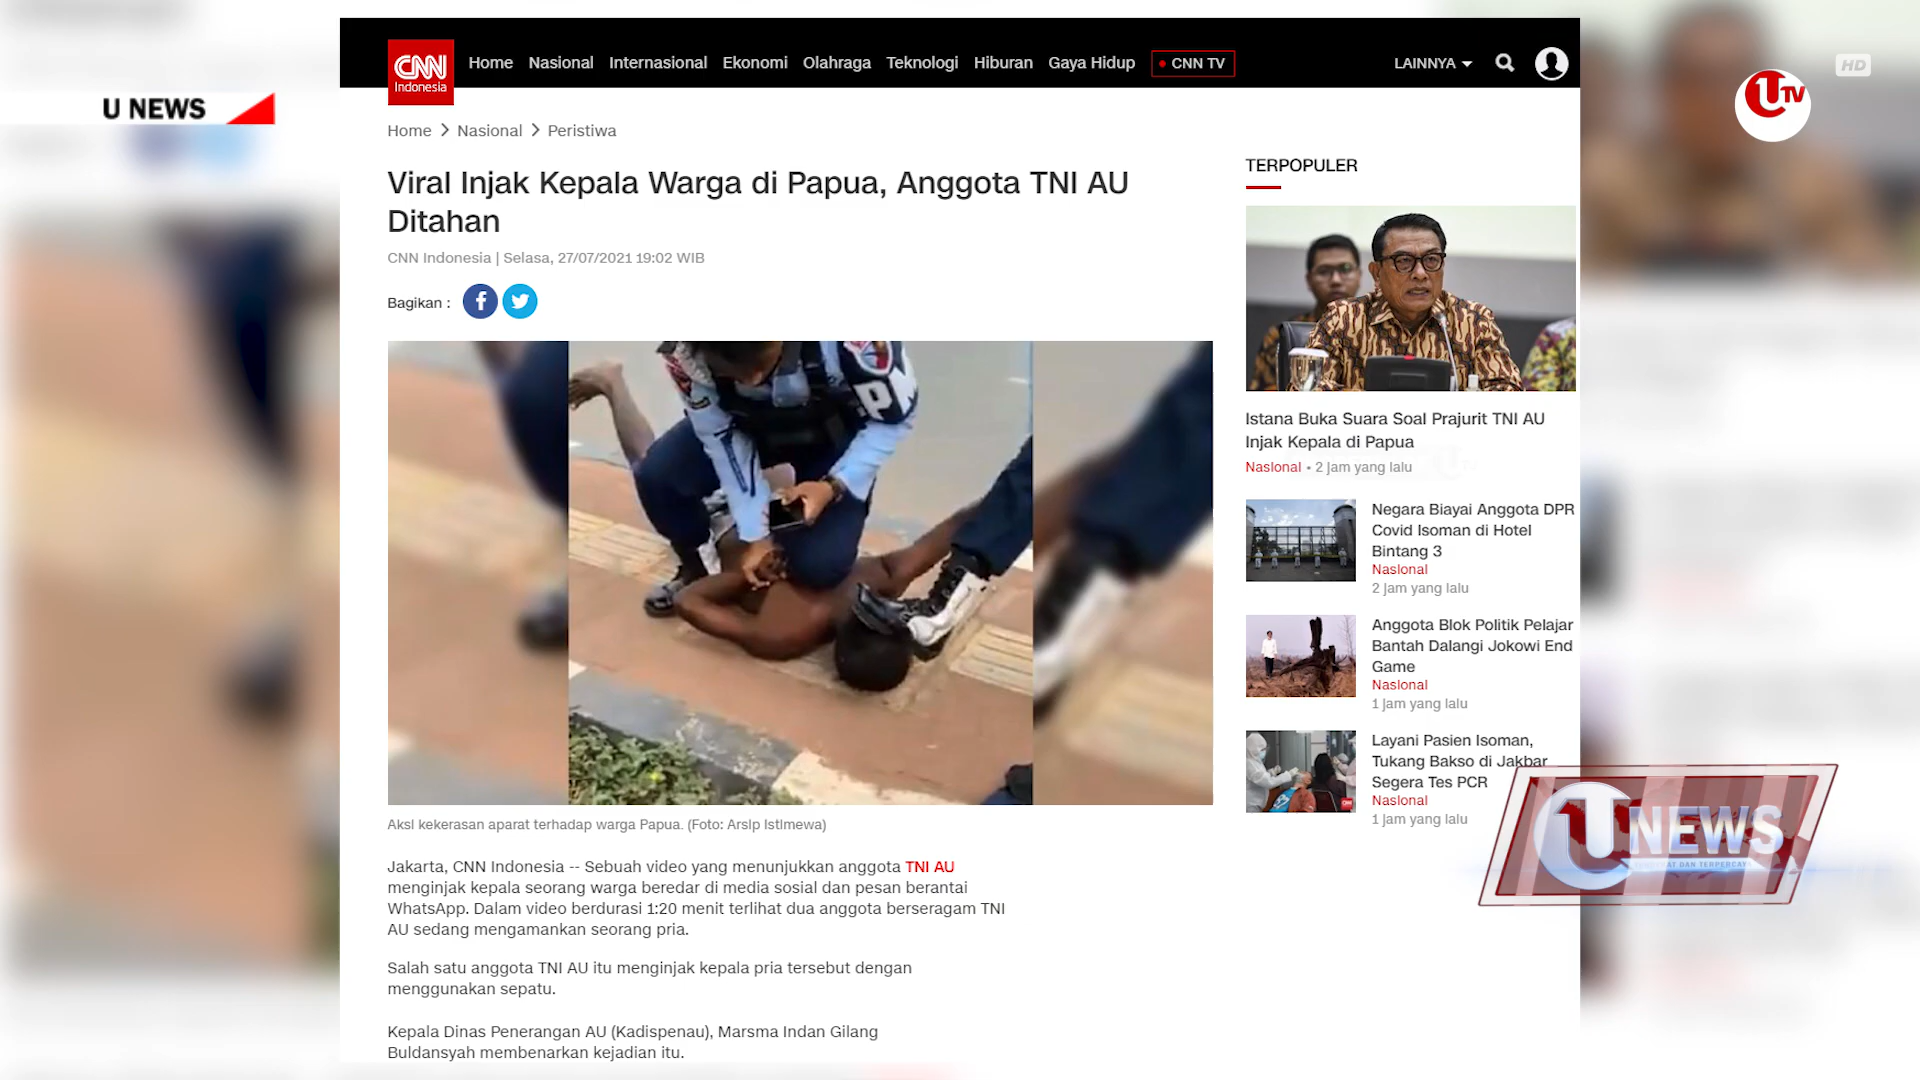 CNN
Indonesia
Home Nasional Internasional Ekonomi Olahraga Teknologi Hiburan Gaya Hidup CNN TV LAINNYA
HD
U TV
U NEWS
Home > Nasional > Peristiwa
Viral Injak Kepala Warga di Papua, Anggota TNI AU
Ditahan
CNN Indonesia | Selasa, 27/07/2021 19:02 WIB
Bagikan :
PM
Aksi kekerasan aparat terhadap warga Papua. (Foto: Arsip Istimewa)
Jakarta, CNN Indonesia -- Sebuah video yang menunjukkan anggota TNI AU
menginjak kepala seorang warga beredar di media sosial dan pesan berantai
WhatsApp. Dalam video berdurasi 1:20 menit terlihat dua anggota berseragam TNI
AU sedang mengamankan seorang pria.
Salah satu anggota TNI AU itu menginjak kepala pria tersebut dengan
menggunakan sepatu.
Kepala Dinas Penerangan AU (Kadispenau), Marsma Indan Gilang
Buldansyah membenarkan kejadian itu.
TERPOPULER
Istana Buka Suara Soal Prajurit TNI AU
Injak Kepala di Papua
Nasional • 2 jam yang lalu
Negara Biayai Anggota DPR
Covid Isoman di Hotel
Bintang 3
Nasional
2 jam yang lalu
Anggota Blok Politik Pelajar
Bantah Dalangi Jokowi End
Game
Nasional
1 jam yang lalu
Layani Pasien Isoman,
Tukang Bakso di Jakbar
Segera Tes PCR
Nasional
1 jam yang lalu
U NEWS
DAN TERPERCAYA